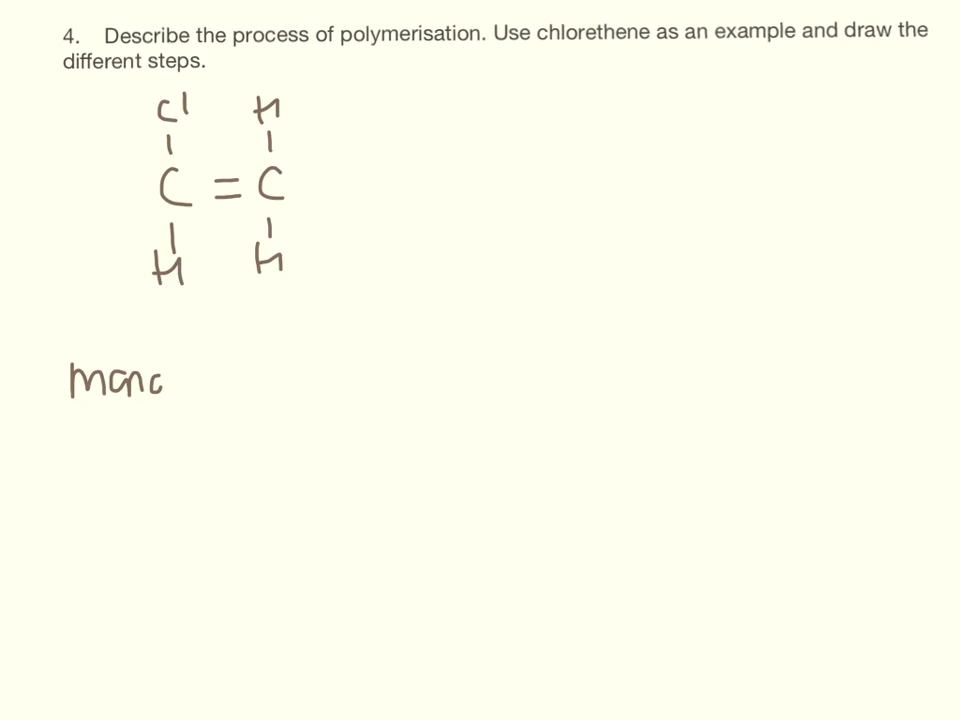 4. Describe the process of polymerisation. Use chlorethene as an example and draw the
different steps.
Cl H
C = C
H H
mono